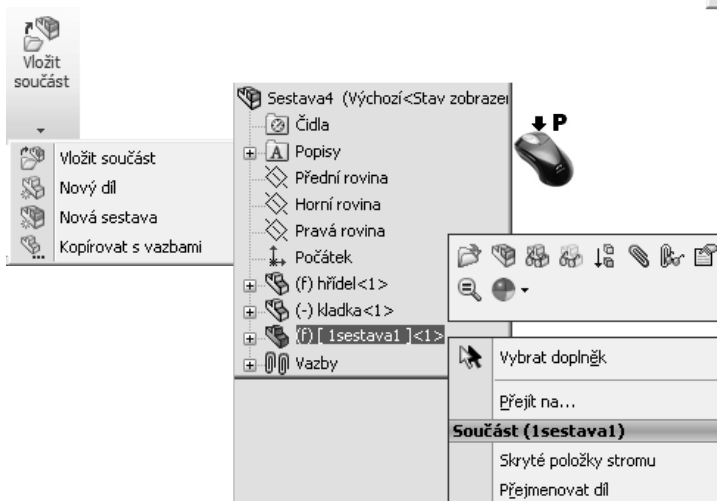 Vložit
součást
Vložit součást
Nový díl
Nová sestava
Kopírovat s vazbami
Sestava4 (Výchozí<Stav zobrazen
Čidla
A Popisy
Přední rovina
Horní rovina
Pravá rovina
Počátek
(f) hřídel<1>
(-) kladka<1>
(f) [ 1sestava1 ]<1>
Vazby
P
Vybrat doplněk
Přejít na...
Součást (1sestava1)
Skryté položky stromu
Přejmenovat díl